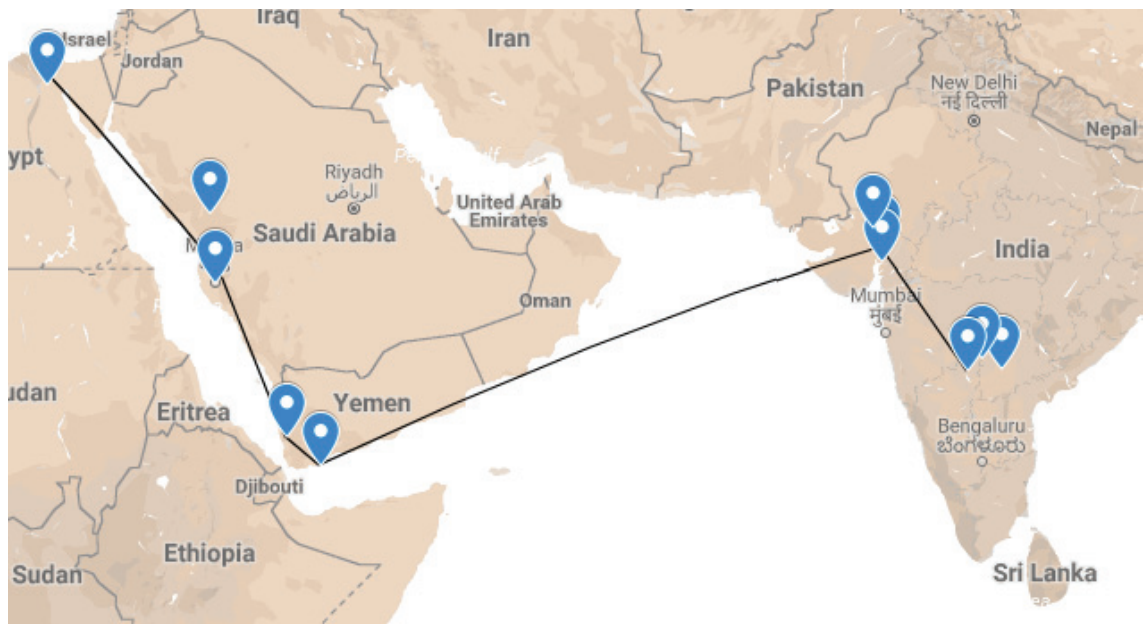 Israel
Iraq
Iran
Jordan
Pakistan
New Delhi
नई दिल्ली
Nepal
ypt
Riyadh
الرياض
United Arab
Emirates
Saudi Arabia
India
Oman
Mumbai
मुंबई
udan
Eritrea
Yemen
Bengaluru
ಬೆಂಗಳೂರು
Djibouti
Ethiopia
Sudan
Sri Lanka